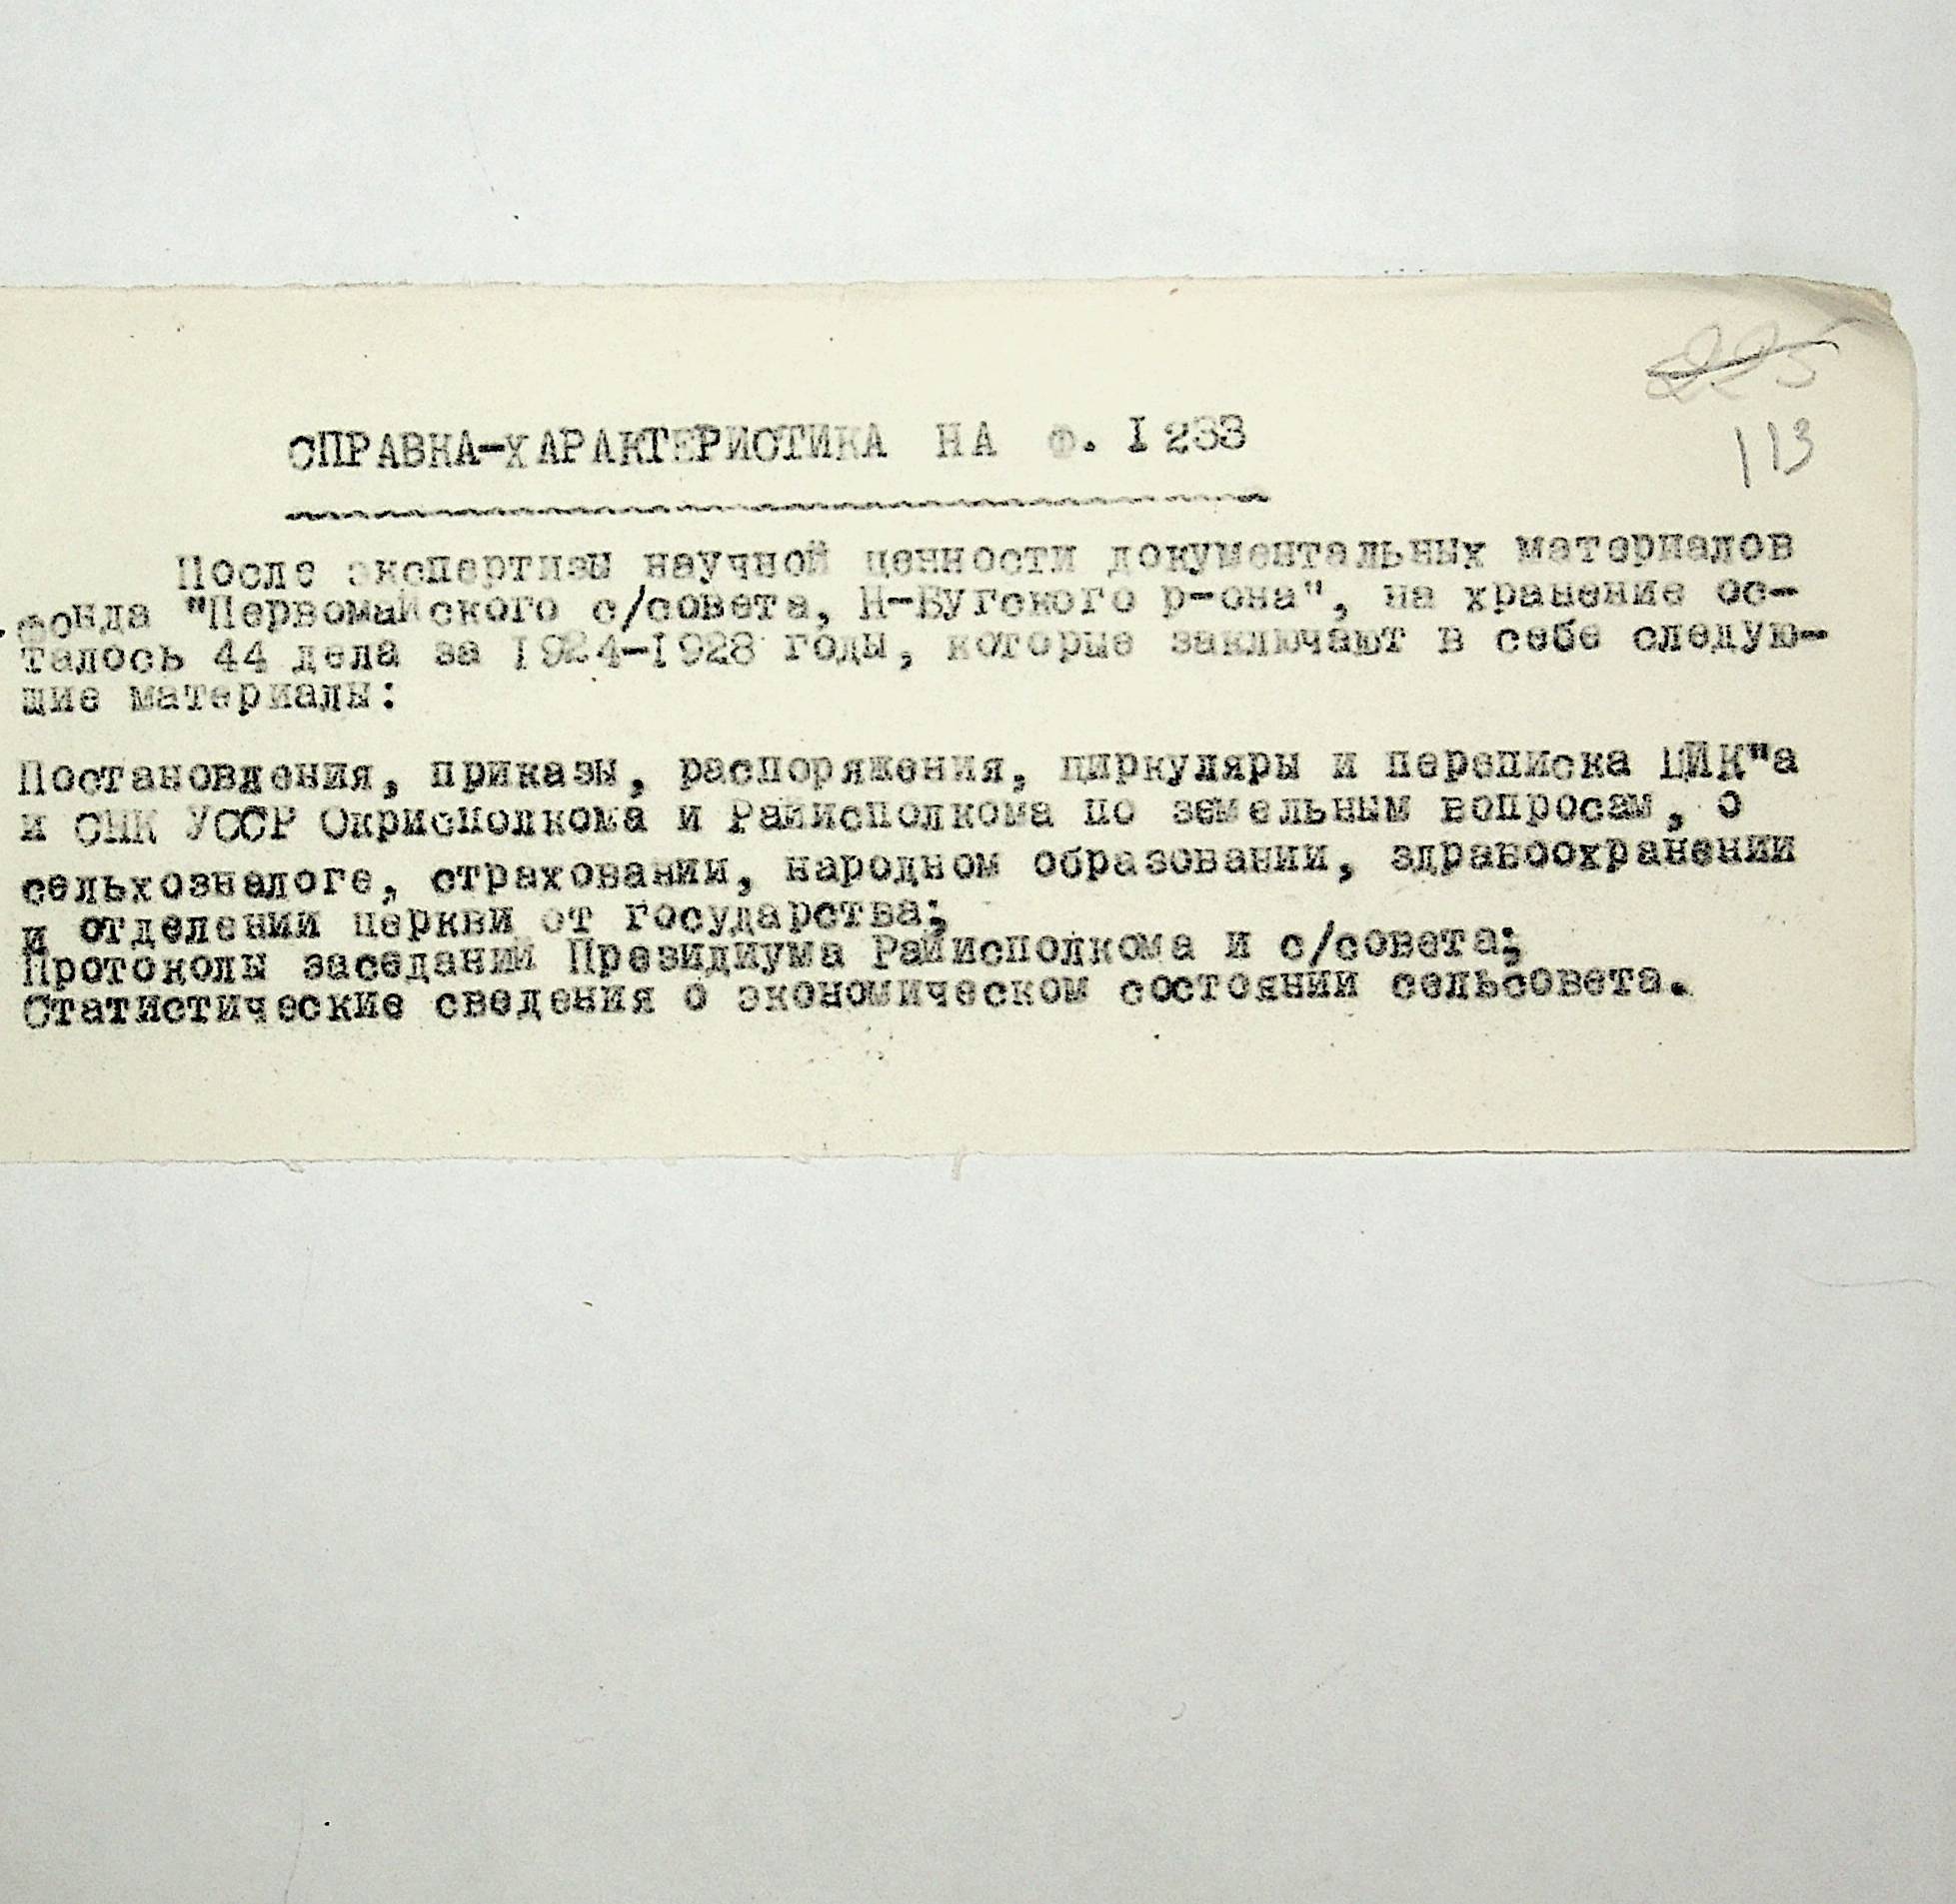 225
113
СПРАВКА-ХАРАКТЕРИСТИКА НА Ф. I233
После экспертизы научной ценности документальных материалов
фонда "Первомайского с/совета, Н-Бугского р-она", на хранение ос-
талось 44 дела за 1924-1928 годы, которые заключают в себе следую-
щие материалы:
Постановления, приказы, распоряжения, циркуляры и переписка ЦИК"а
и СНК УССР Окрисполкома и Райисполкома по земельным вопросам, о
сельхозналоге, страховании, народном образовании, здравоохранении
и отделении церкви от государства;
Протоколы заседаний Президиума Райисполкома и с/совета;
Статистические сведения о экономическом состоянии сельсовета.